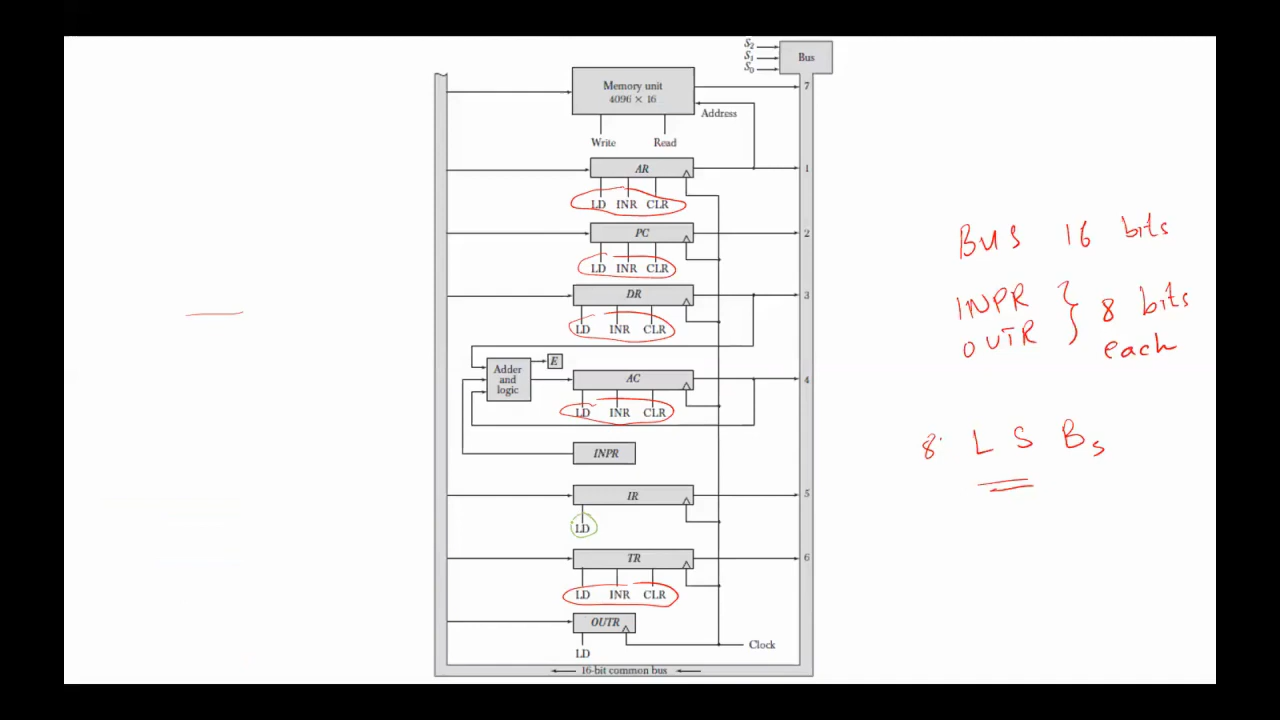 S2
S1
S0
Bus
Memory unit
4096 × 16
7
Address
Write Read
AR
1
LD INR CLR
PC
2
LD INR CLR
DR
3
LD INR CLR
E
Adder
and
logic
AC
4
LD INR CLR
INPR
IR
5
LD
TR
6
LD INR CLR
OUTR
LD
Clock
16-bit common bus
BUS 16 bits
INPR } 8 bits
OUTR each
8 LSBs